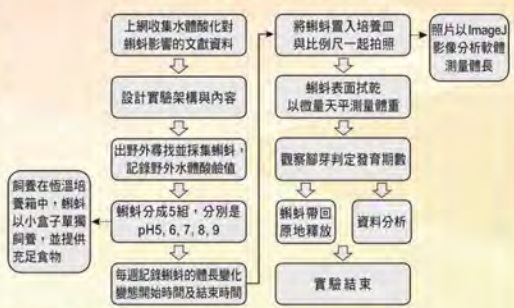 上網收集水體酸化對
蝌蚪影響的文獻資料
設計實驗架構與內容
出野外尋找並採集蝌蚪，
記錄野外水體酸鹼值
蝌蚪分成5組，分別是
pH5, 6, 7, 8, 9
飼養在恆溫培
養箱中，蝌蚪
以小盒子單獨
飼養，並提供
充足食物
每週記錄蝌蚪的體長變化
變態開始時間及結束時間
將蝌蚪置入培養皿
與比例尺一起拍照
照片以ImageJ
影像分析軟體
測量體長
蝌蚪表面拭乾
以微量天平測量體重
觀察腳芽判定發育期數
蝌蚪帶回
原地釋放
資料分析
實驗結束